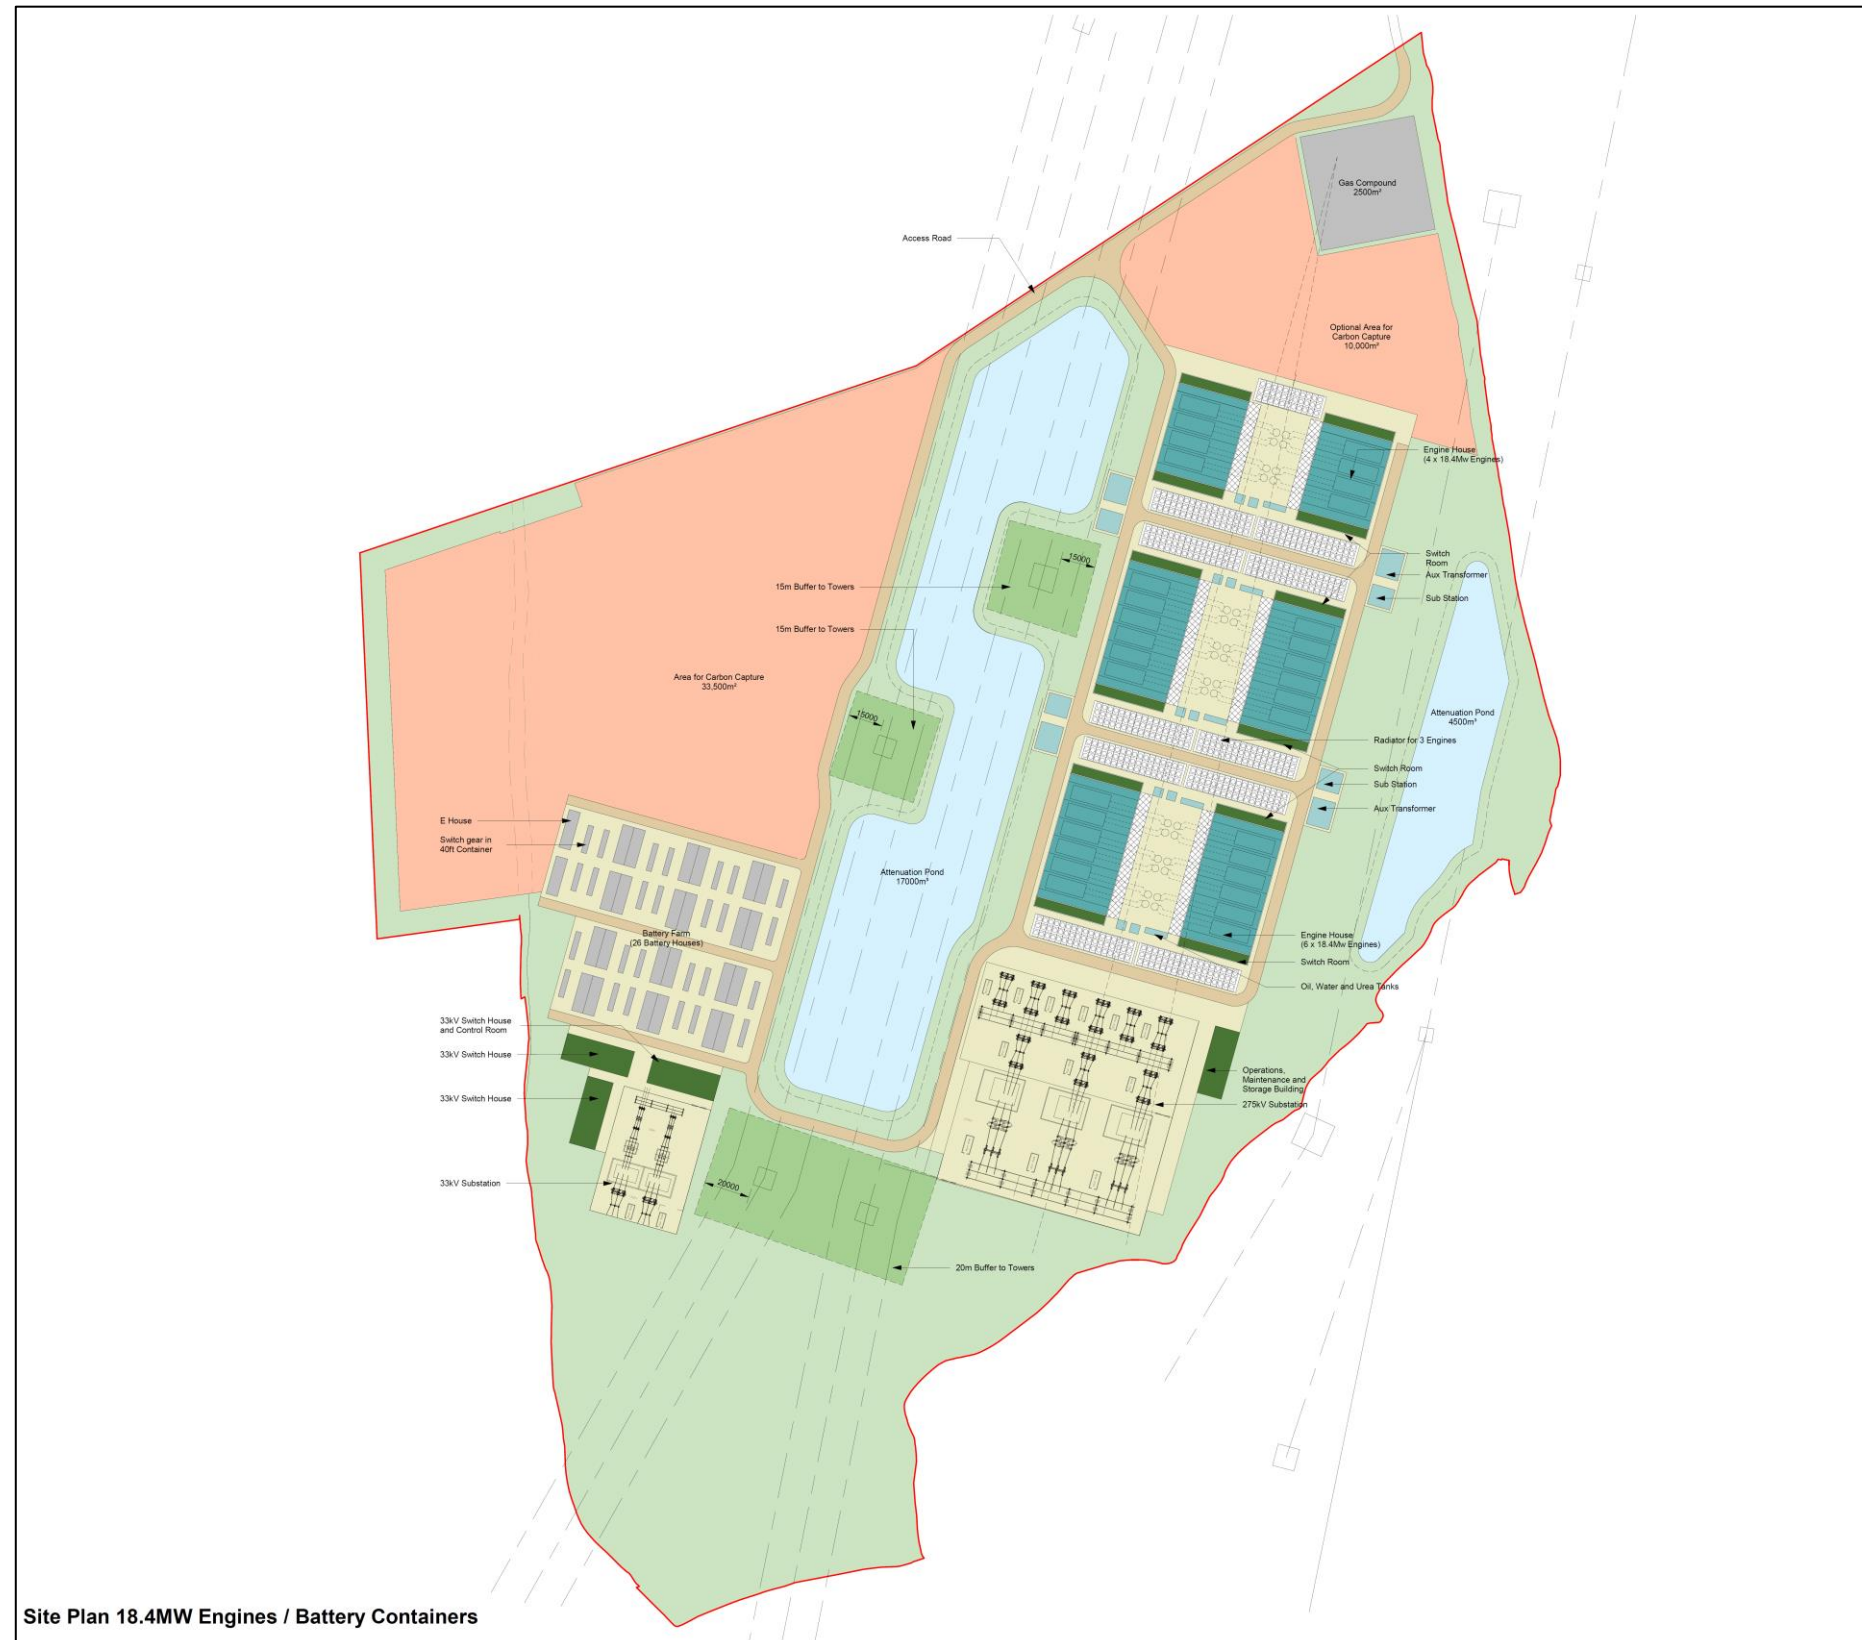 Gas Compound
2500m²
Access Road
Optional Area for
Carbon Capture
10,000m²
Engine House
(4 x 18.4Mw Engines)
15000
Switch
Room
Aux Transformer
Sub Station
15m Buffer to Towers
15m Buffer to Towers
Area for Carbon Capture
33,500m²
15000
Attenuation Pond
4500m³
Radiator for 3 Engines
Switch Room
Sub Station
Aux Transformer
E House
Switch gear in
40ft Container
Attenuation Pond
17000m³
Battery Farm
(26 Battery Houses)
Engine House
(6 x 18.4Mw Engines)
Switch Room
Oil, Water and Urea Tanks
33kV Switch House
and Control Room
33kV Switch House
33kV Switch House
Operations,
Maintenance and
Storage Building
275kV Substation
33kV Substation
20000
20m Buffer to Towers
Site Plan 18.4MW Engines / Battery Containers